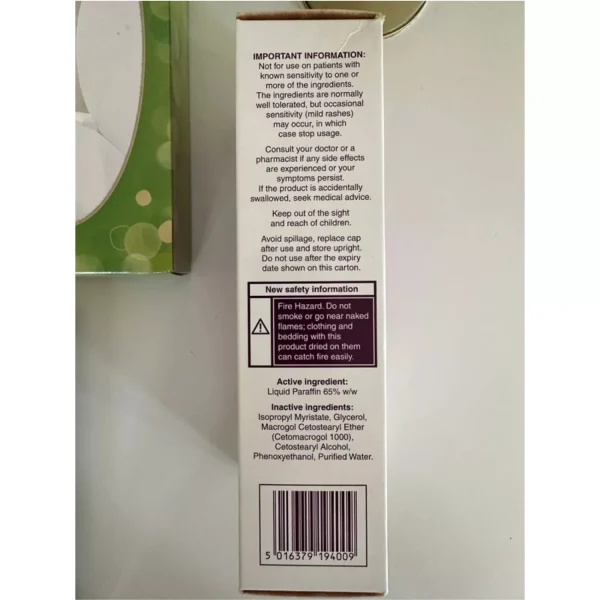 IMPORTANT INFORMATION:
Not for use on patients with
known sensitivity to one or
more of the ingredients.
The ingredients are normally
well tolerated, but occasional
sensitivity (mild rashes)
may occur, in which
case stop usage.
Consult your doctor or a
pharmacist if any side effects
are experienced or your
symptoms persist.
If the product is accidentally
swallowed, seek medical advice.
Keep out of the sight
and reach of children.
Avoid spillage, replace cap
after use and store upright.
Do not use after the expiry
date shown on this carton.
New safety information
Fire Hazard. Do not
smoke or go near naked
flames; clothing and
bedding with this
product dried on them
can catch fire easily.
Active ingredient:
Liquid Paraffin 65% w/w
Inactive ingredients:
Isopropyl Myristate, Glycerol,
Macrogol Cetostearyl Ether
(Cetomacrogol 1000),
Cetostearyl Alcohol,
Phenoxyethanol, Purified Water.
5 016379 194009